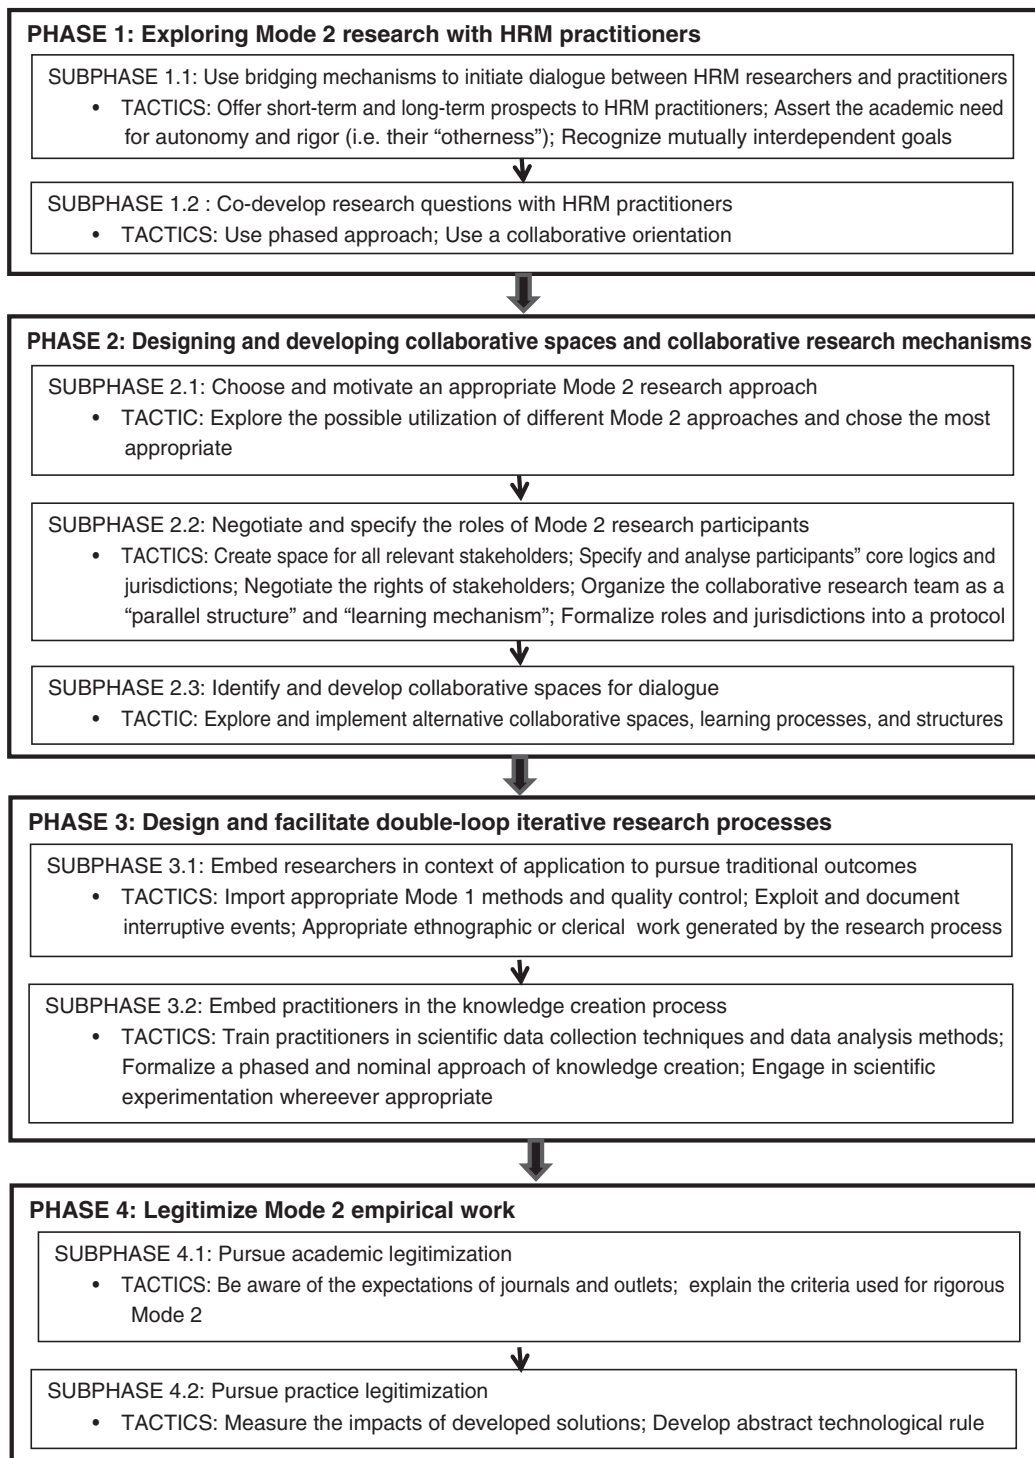 PHASE 1: Exploring Mode 2 research with HRM practitioners
SUBPHASE 1.1: Use bridging mechanisms to initiate dialogue between HRM researchers and practitioners
• TACTICS: Offer short-term and long-term prospects to HRM practitioners; Assert the academic need
for autonomy and rigor (i.e. their “otherness”); Recognize mutually interdependent goals
SUBPHASE 1.2 : Co-develop research questions with HRM practitioners
• TACTICS: Use phased approach; Use a collaborative orientation
PHASE 2: Designing and developing collaborative spaces and collaborative research mechanisms
SUBPHASE 2.1: Choose and motivate an appropriate Mode 2 research approach
• TACTIC: Explore the possible utilization of different Mode 2 approaches and chose the most
appropriate
SUBPHASE 2.2: Negotiate and specify the roles of Mode 2 research participants
• TACTICS: Create space for all relevant stakeholders; Specify and analyse participants” core logics and
jurisdictions; Negotiate the rights of stakeholders; Organize the collaborative research team as a
“parallel structure” and “learning mechanism”; Formalize roles and jurisdictions into a protocol
SUBPHASE 2.3: Identify and develop collaborative spaces for dialogue
• TACTIC: Explore and implement alternative collaborative spaces, learning processes, and structures
PHASE 3: Design and facilitate double-loop iterative research processes
SUBPHASE 3.1: Embed researchers in context of application to pursue traditional outcomes
• TACTICS: Import appropriate Mode 1 methods and quality control; Exploit and document
interruptive events; Appropriate ethnographic or clerical work generated by the research process
SUBPHASE 3.2: Embed practitioners in the knowledge creation process
• TACTICS: Train practitioners in scientific data collection techniques and data analysis methods;
Formalize a phased and nominal approach of knowledge creation; Engage in scientific
experimentation whereever appropriate
PHASE 4: Legitimize Mode 2 empirical work
SUBPHASE 4.1: Pursue academic legitimization
• TACTICS: Be aware of the expectations of journals and outlets; explain the criteria used for rigorous
Mode 2
SUBPHASE 4.2: Pursue practice legitimization
• TACTICS: Measure the impacts of developed solutions; Develop abstract technological rule